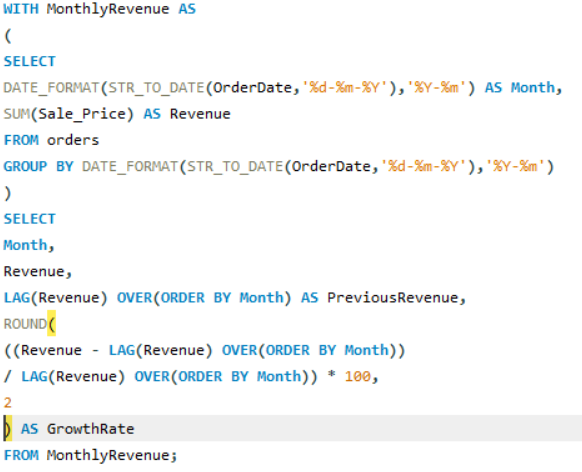 WITH MonthlyRevenue AS
(
SELECT
DATE_FORMAT(STR_TO_DATE(OrderDate,'%d-%m-%Y'),'%Y-%m') AS Month,
SUM(Sale_Price) AS Revenue
FROM orders
GROUP BY DATE_FORMAT(STR_TO_DATE(OrderDate,'%d-%m-%Y'),'%Y-%m')
)
SELECT
Month,
Revenue,
LAG(Revenue) OVER(ORDER BY Month) AS PreviousRevenue,
ROUND(
((Revenue - LAG(Revenue) OVER(ORDER BY Month))
/ LAG(Revenue) OVER(ORDER BY Month)) * 100,
2
) AS GrowthRate
FROM MonthlyRevenue;